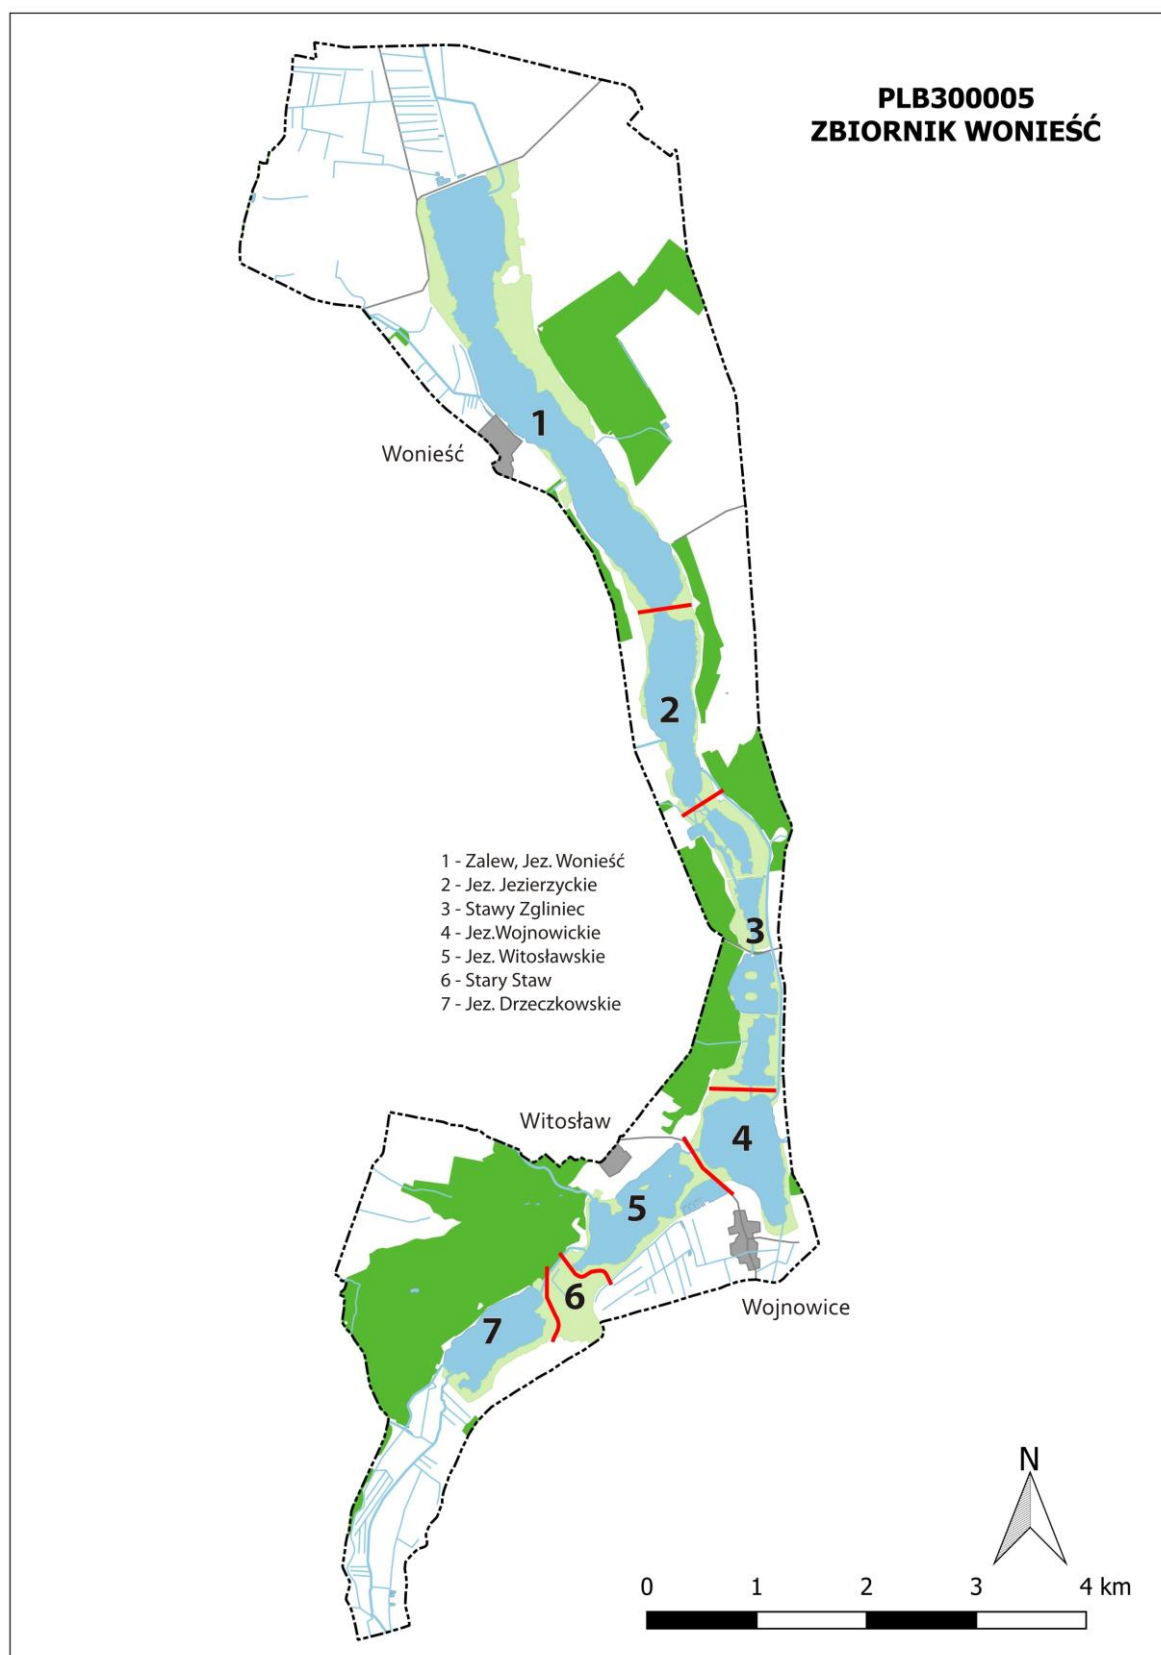 PLB300005
ZBIORNIK WONIEŚĆ
1
Wonieść
2
1 - Zalew, Jez. Wonieść
2 - Jez. Jezierzyckie
3 - Stawy Zgliniec
4 - Jez.Wojnowickie
5 - Jez. Witosławskie
6 - Stary Staw
7 - Jez. Drzeczkowskie
3
Witosław
4
5
6
Wojnowice
7
N
0 1 2 3 4 km